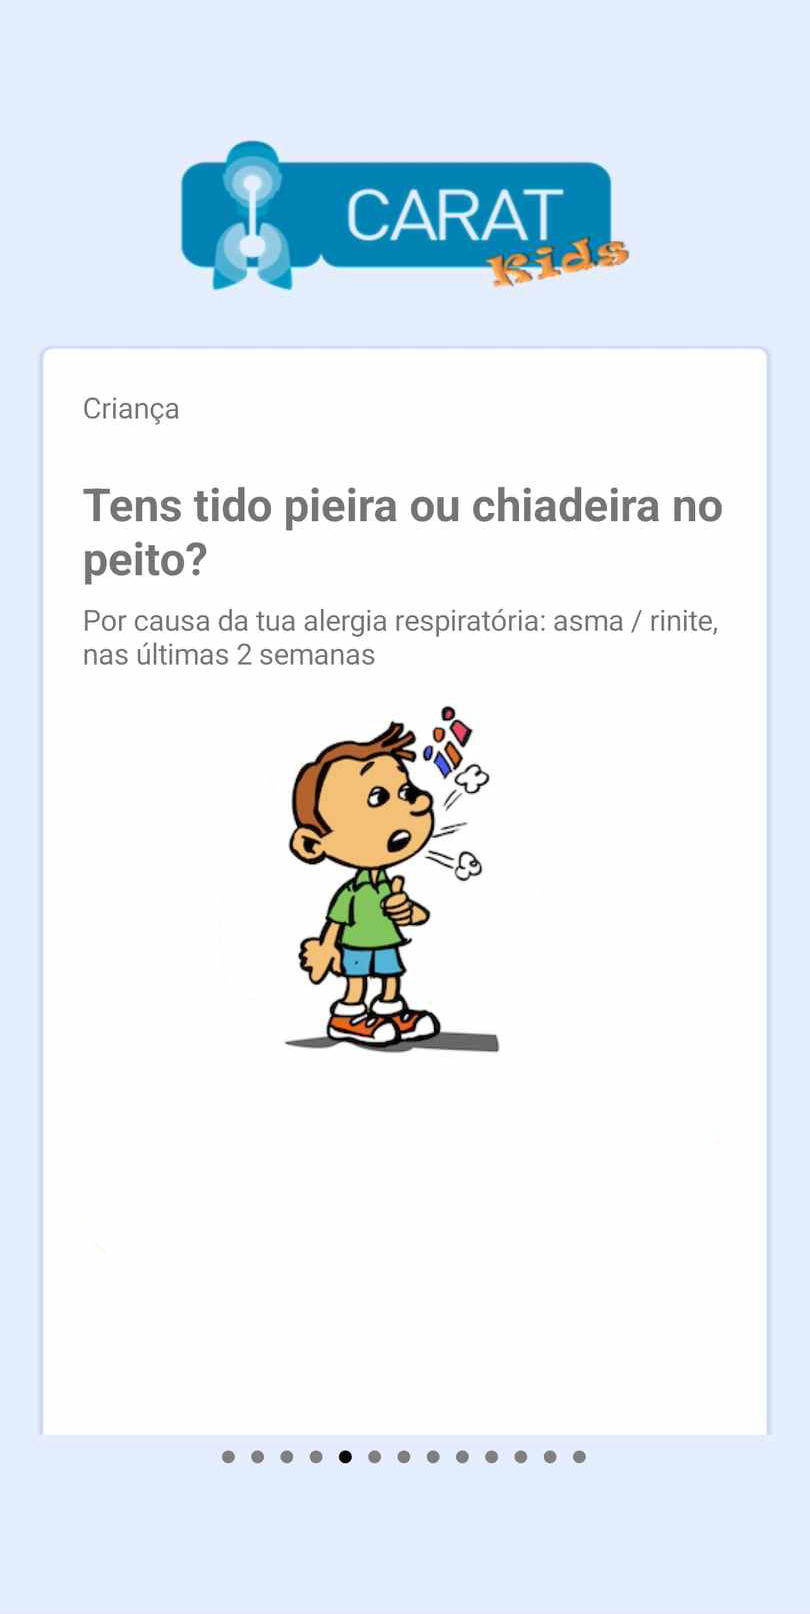 CARAT
Kids
Criança
Tens tido pieira ou chiadeira no
peito?
Por causa da tua alergia respiratória: asma / rinite,
nas últimas 2 semanas